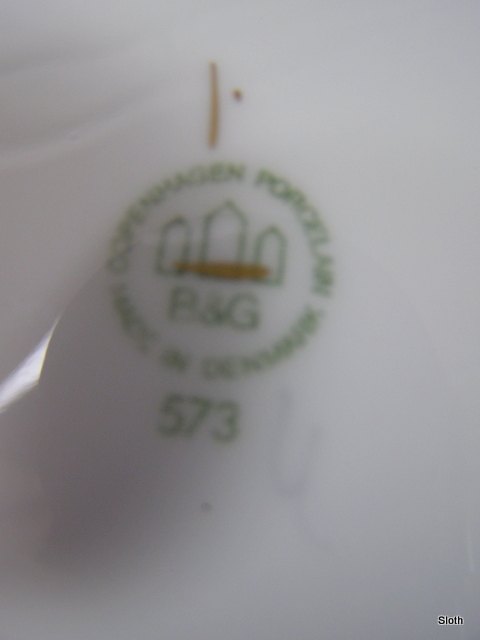 COPENHAGEN PORCELAIN
B&G
MADE IN DENMARK
573
Sloth